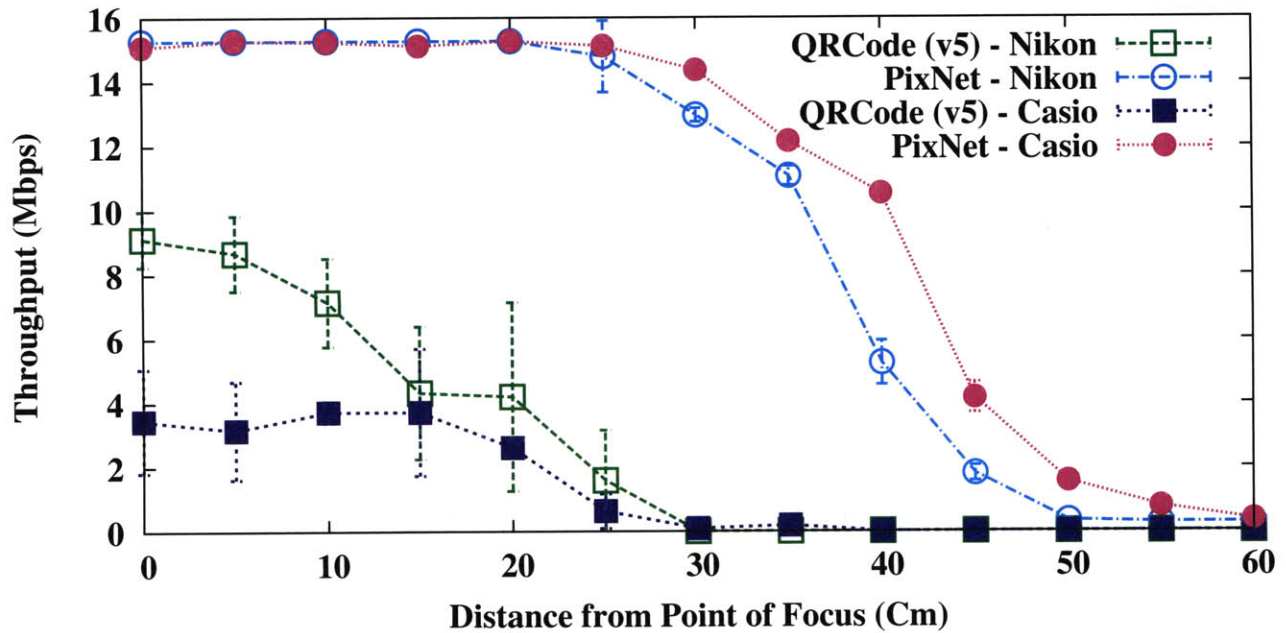 16
14
12
10
8
6
4
2
0
Throughput (Mbps)
QRCode (v5) - Nikon
PixNet - Nikon
QRCode (v5) - Casio
PixNet - Casio
0 10 20 30 40 50 60
Distance from Point of Focus (Cm)